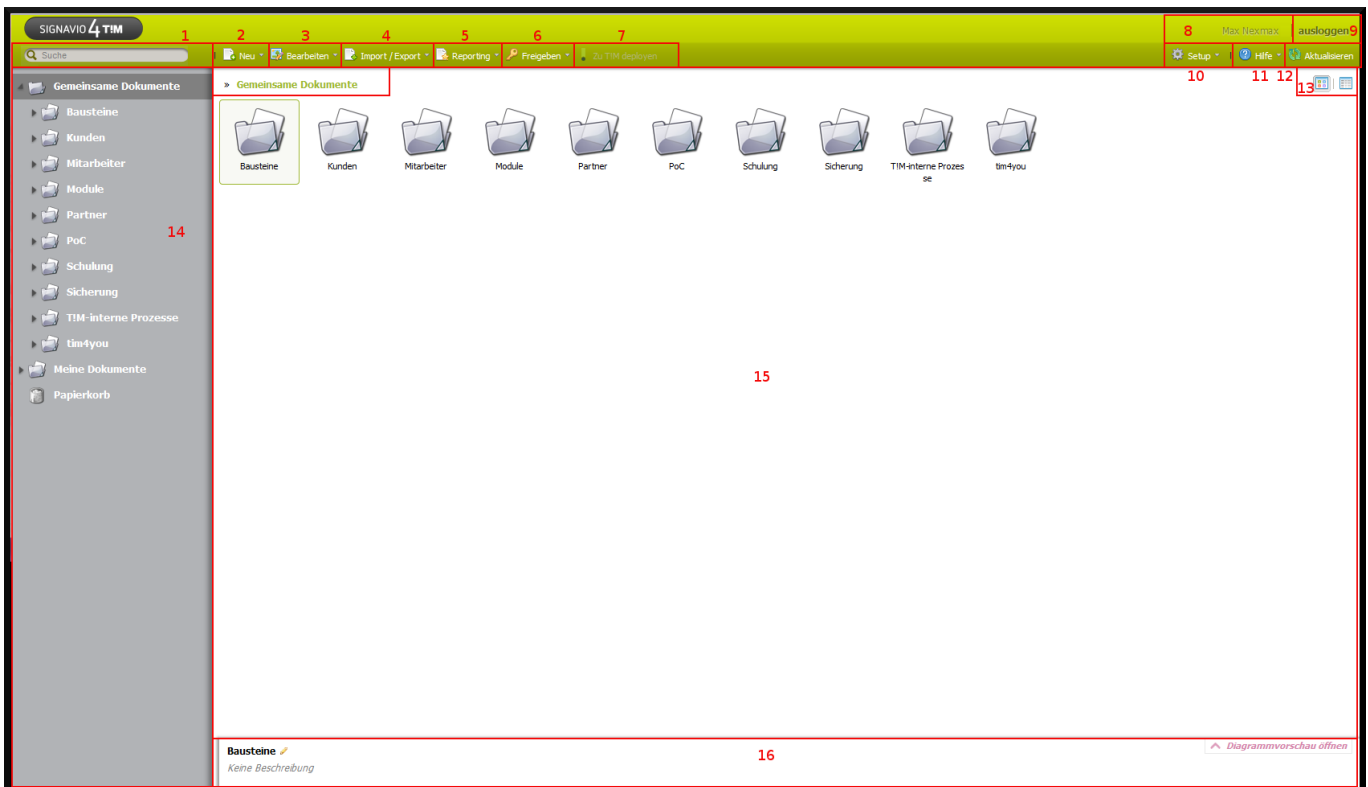 SIGNAVIO 4 T!M
1 2 3 4 5 6 7 8 Max Nexmax ausloggen 9
Suche Neu Bearbeiten Import / Export Reporting Freigeben Zu T!M deployen Setup Hilfe Aktualisieren
10 11 12
13
Gemeinsame Dokumente
» Gemeinsame Dokumente
Bausteine
Kunden
Mitarbeiter
Module
Partner
PoC
14
Schulung
Sicherung
T!M-interne Prozesse
tim4you
Meine Dokumente
Papierkorb
Bausteine Kunden Mitarbeiter Module Partner PoC Schulung Sicherung T!M-interne Prozes tim4you
se
15
Bausteine
16
Diagrammvorschau öffnen
Keine Beschreibung